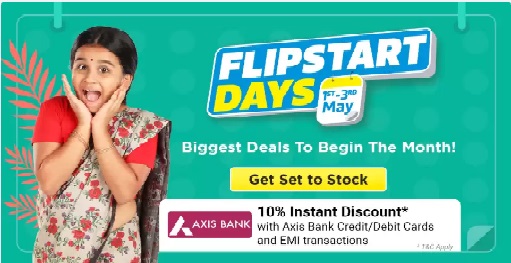 FLIPSTART
DAYS
1ST-3RD
May
Biggest Deals To Begin The Month!
Get Set to Stock
AXIS BANK
10% Instant Discount*
with Axis Bank Credit/Debit Cards
and EMI transactions
* T&C Apply